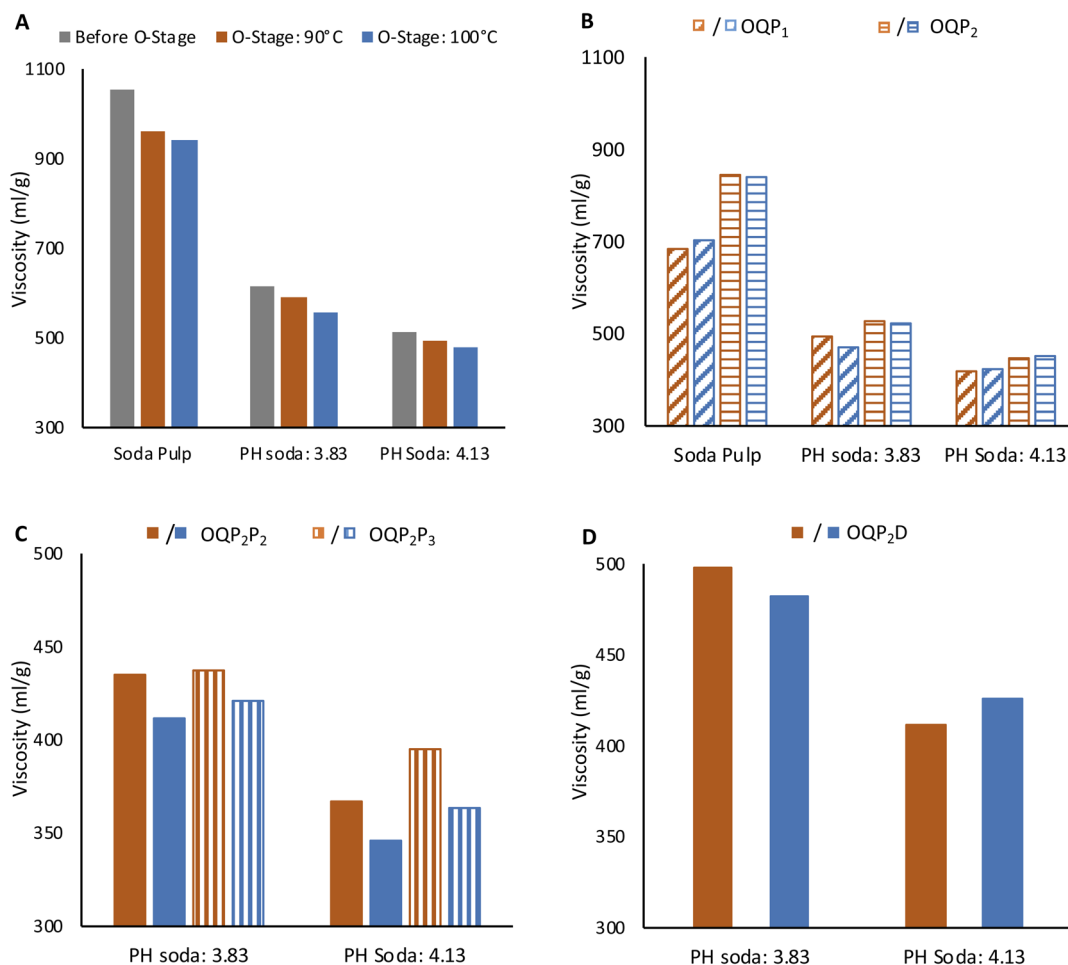 A
Before O-Stage O-Stage: 90°C O-Stage: 100°C
Viscosity (ml/g)
1100
900
700
500
300
Soda Pulp PH soda: 3.83 PH Soda: 4.13
B
/ OQP₁ / OQP₂
Viscosity (ml/g)
1100
900
700
500
300
Soda Pulp PH soda: 3.83 PH Soda: 4.13
C
/ OQP₂P₂ / OQP₂P₃
Viscosity (ml/g)
500
450
400
350
300
PH soda: 3.83 PH Soda: 4.13
D
/ OQP₂D
Viscosity (ml/g)
500
450
400
350
300
PH soda: 3.83 PH Soda: 4.13